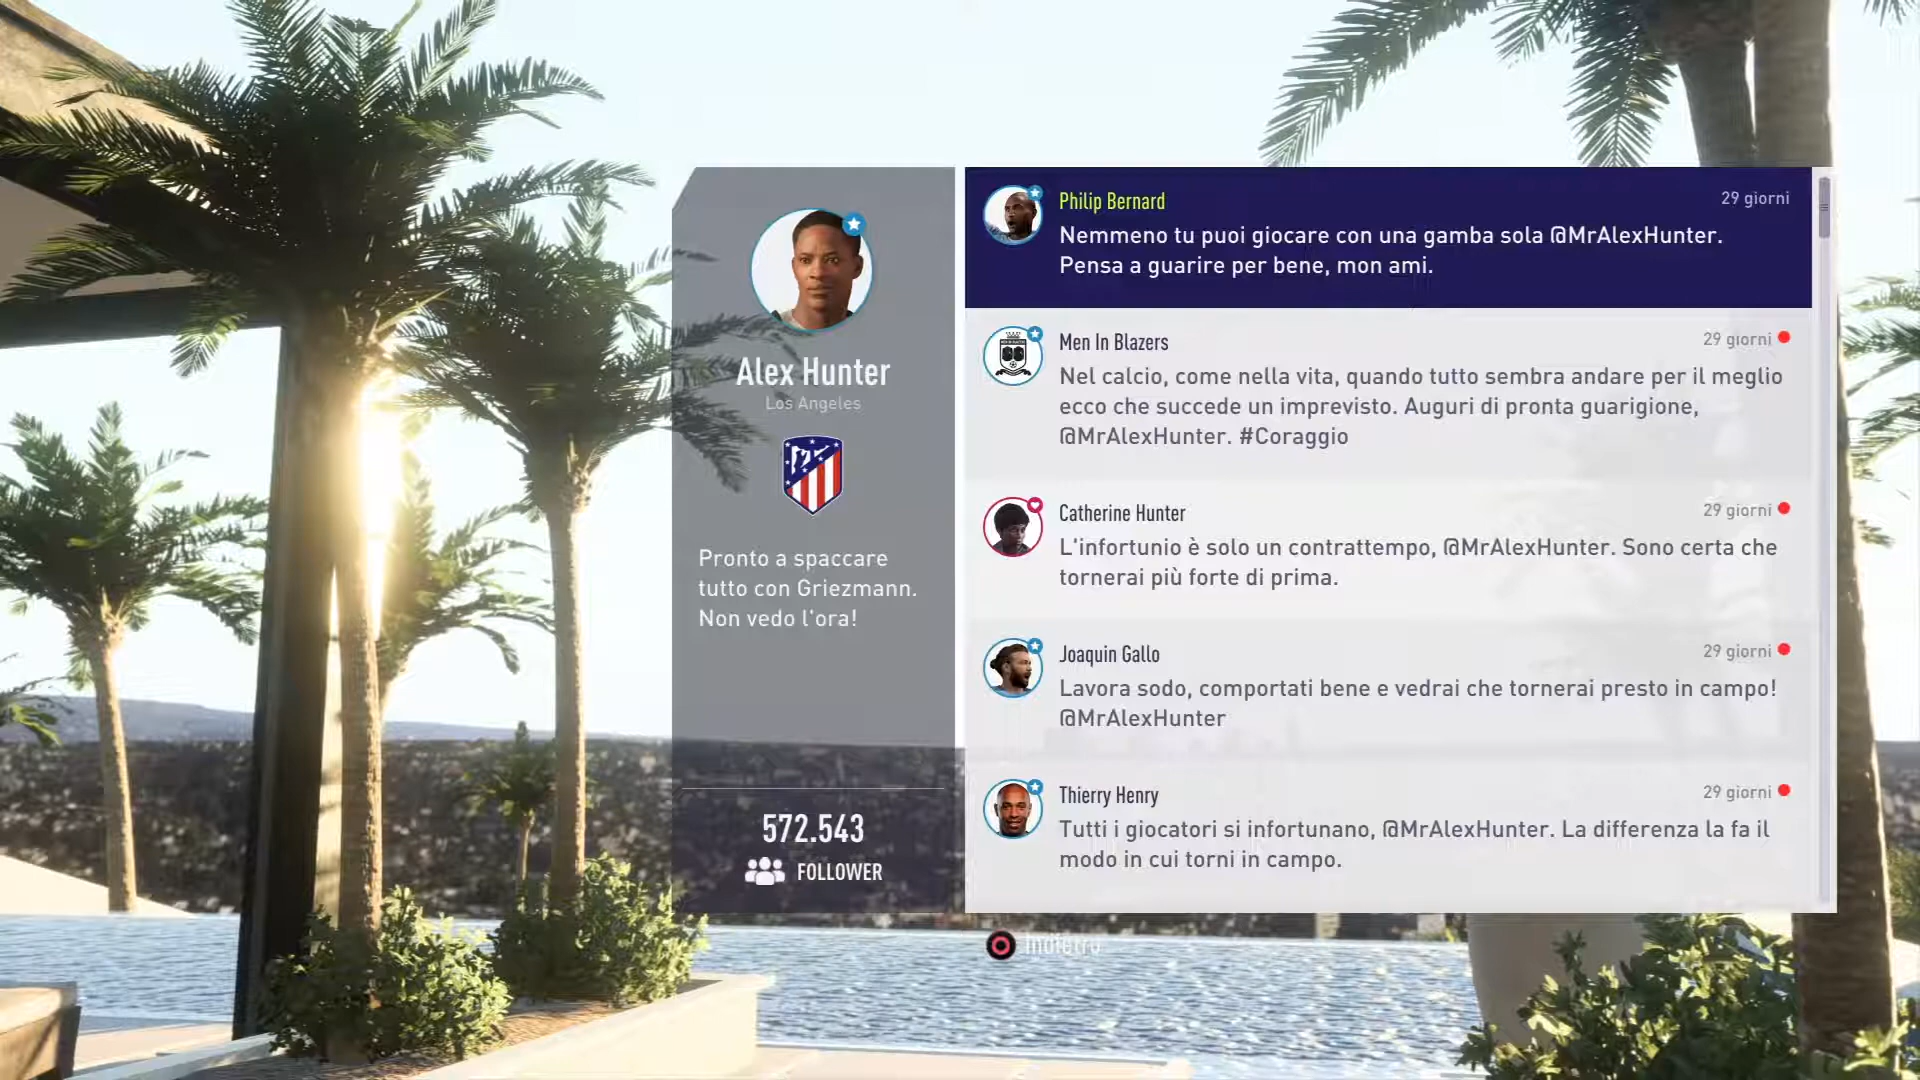 Alex Hunter
Los Angeles
Pronto a spaccare
tutto con Griezmann.
Non vedo l'ora!
572.543
FOLLOWER
Philip Bernard
29 giorni
Nemmeno tu puoi giocare con una gamba sola @MrAlexHunter.
Pensa a guarire per bene, mon ami.
Men In Blazers
29 giorni
Nel calcio, come nella vita, quando tutto sembra andare per il meglio
ecco che succede un imprevisto. Auguri di pronta guarigione,
@MrAlexHunter. #Coraggio
Catherine Hunter
29 giorni
L'infortunio è solo un contrattempo, @MrAlexHunter. Sono certa che
tornerai più forte di prima.
Joaquin Gallo
29 giorni
Lavora sodo, comportati bene e vedrai che tornerai presto in campo!
@MrAlexHunter
Thierry Henry
29 giorni
Tutti i giocatori si infortunano, @MrAlexHunter. La differenza la fa il
modo in cui torni in campo.
Indietro